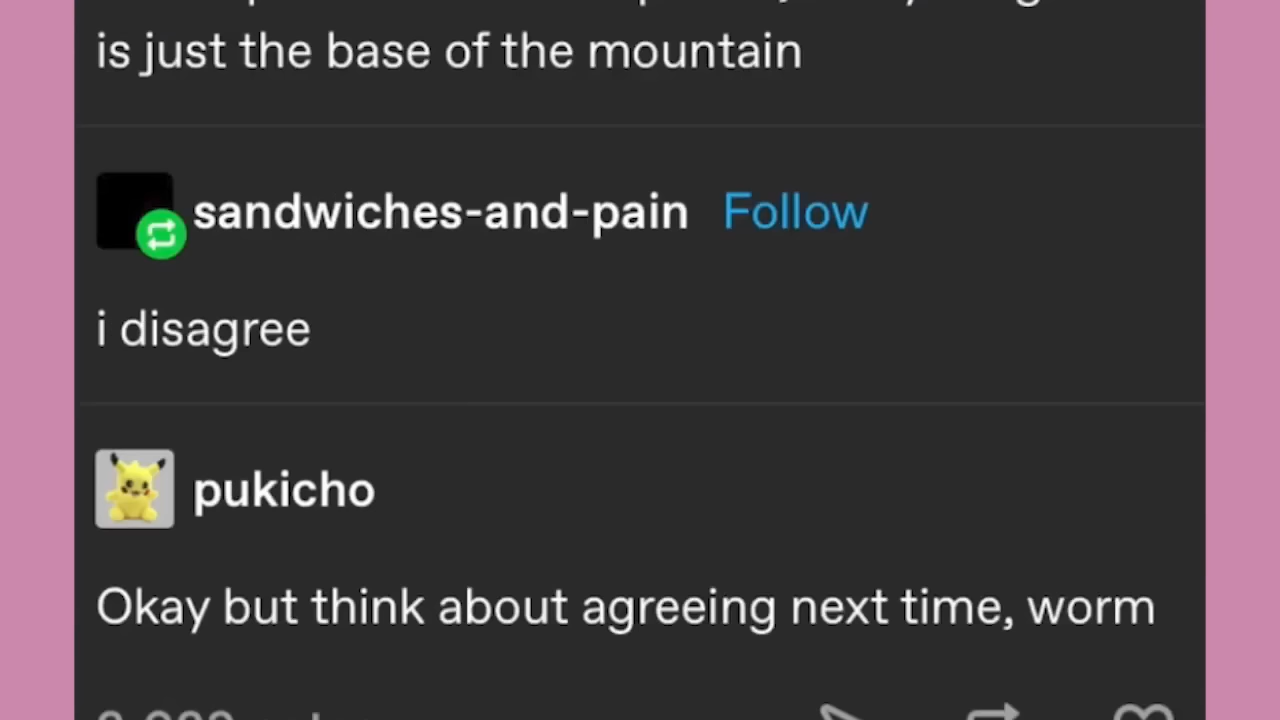 is just the base of the mountain
sandwiches-and-pain Follow
i disagree
pukicho
Okay but think about agreeing next time, worm